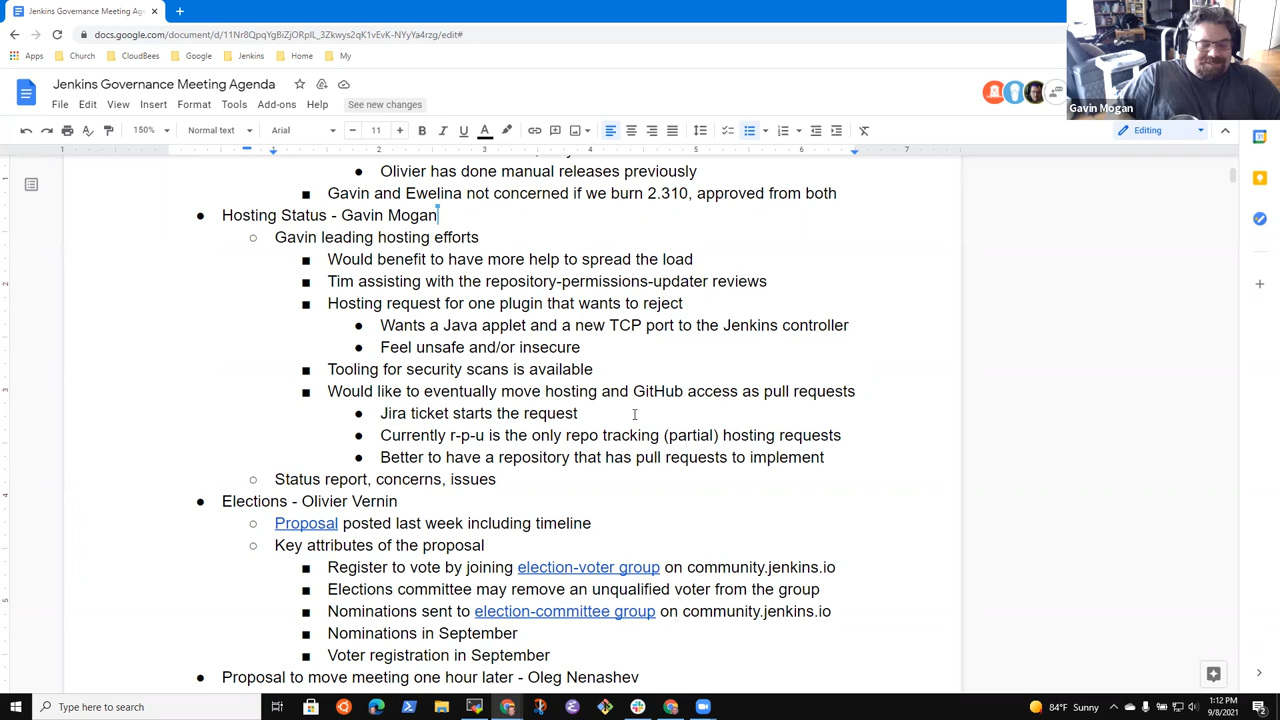 Jenkins Governance Meeting Age
docs.google.com/document/d/11Nr8QpqYgBiZjORpIL_3Zkwys2qK1vEvK-NYyYa4rzg/edit#
Apps Church CloudBees Google Jenkins Home My
Gavin Mogan
Jenkins Governance Meeting Agenda
File Edit View Insert Format Tools Add-ons Help See new changes
150% Normal text Arial 11 Editing
1 1 2 3 4 5 6 7
Olivier has done manual releases previously
Gavin and Ewelina not concerned if we burn 2.310, approved from both
Hosting Status - Gavin Mogan
Gavin leading hosting efforts
Would benefit to have more help to spread the load
Tim assisting with the repository-permissions-updater reviews
Hosting request for one plugin that wants to reject
Wants a Java applet and a new TCP port to the Jenkins controller
Feel unsafe and/or insecure
Tooling for security scans is available
Would like to eventually move hosting and GitHub access as pull requests
Jira ticket starts the request
Currently r-p-u is the only repo tracking (partial) hosting requests
Better to have a repository that has pull requests to implement
Status report, concerns, issues
Elections - Olivier Vernin
Proposal posted last week including timeline
Key attributes of the proposal
Register to vote by joining election-voter group on community.jenkins.io
Elections committee may remove an unqualified voter from the group
Nominations sent to election-committee group on community.jenkins.io
Nominations in September
Voter registration in September
Proposal to move meeting one hour later - Oleg Nenashev
Type here to search
84°F Sunny
1:12 PM
9/8/2021